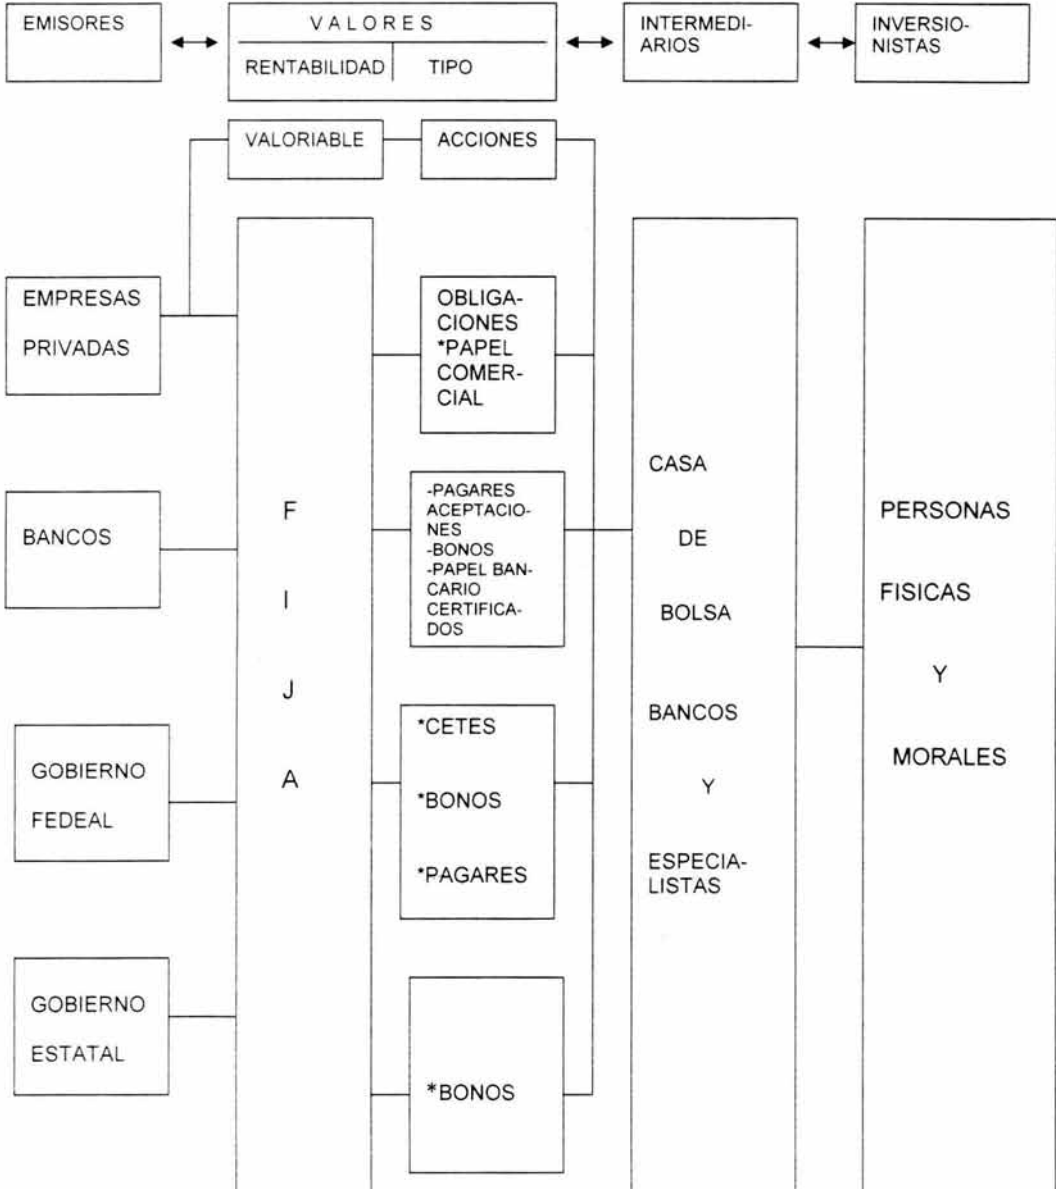 EMISORES
V A L O R E S
RENTABILIDAD TIPO
INTERMEDI-
ARIOS
INVERSIO-
NISTAS
VALORIABLE
ACCIONES
EMPRESAS
PRIVADAS
BANCOS
GOBIERNO
FEDEAL
GOBIERNO
ESTATAL
F
I
J
A
OBLIGA-
CIONES
*PAPEL
COMER-
CIAL
-PAGARES
ACEPTACIO-
NES
-BONOS
-PAPEL BAN-
CARIO
CERTIFICA-
DOS
*CETES
*BONOS
*PAGARES
*BONOS
CASA
DE
BOLSA
BANCOS
Y
ESPECIA-
LISTAS
PERSONAS
FISICAS
Y
MORALES